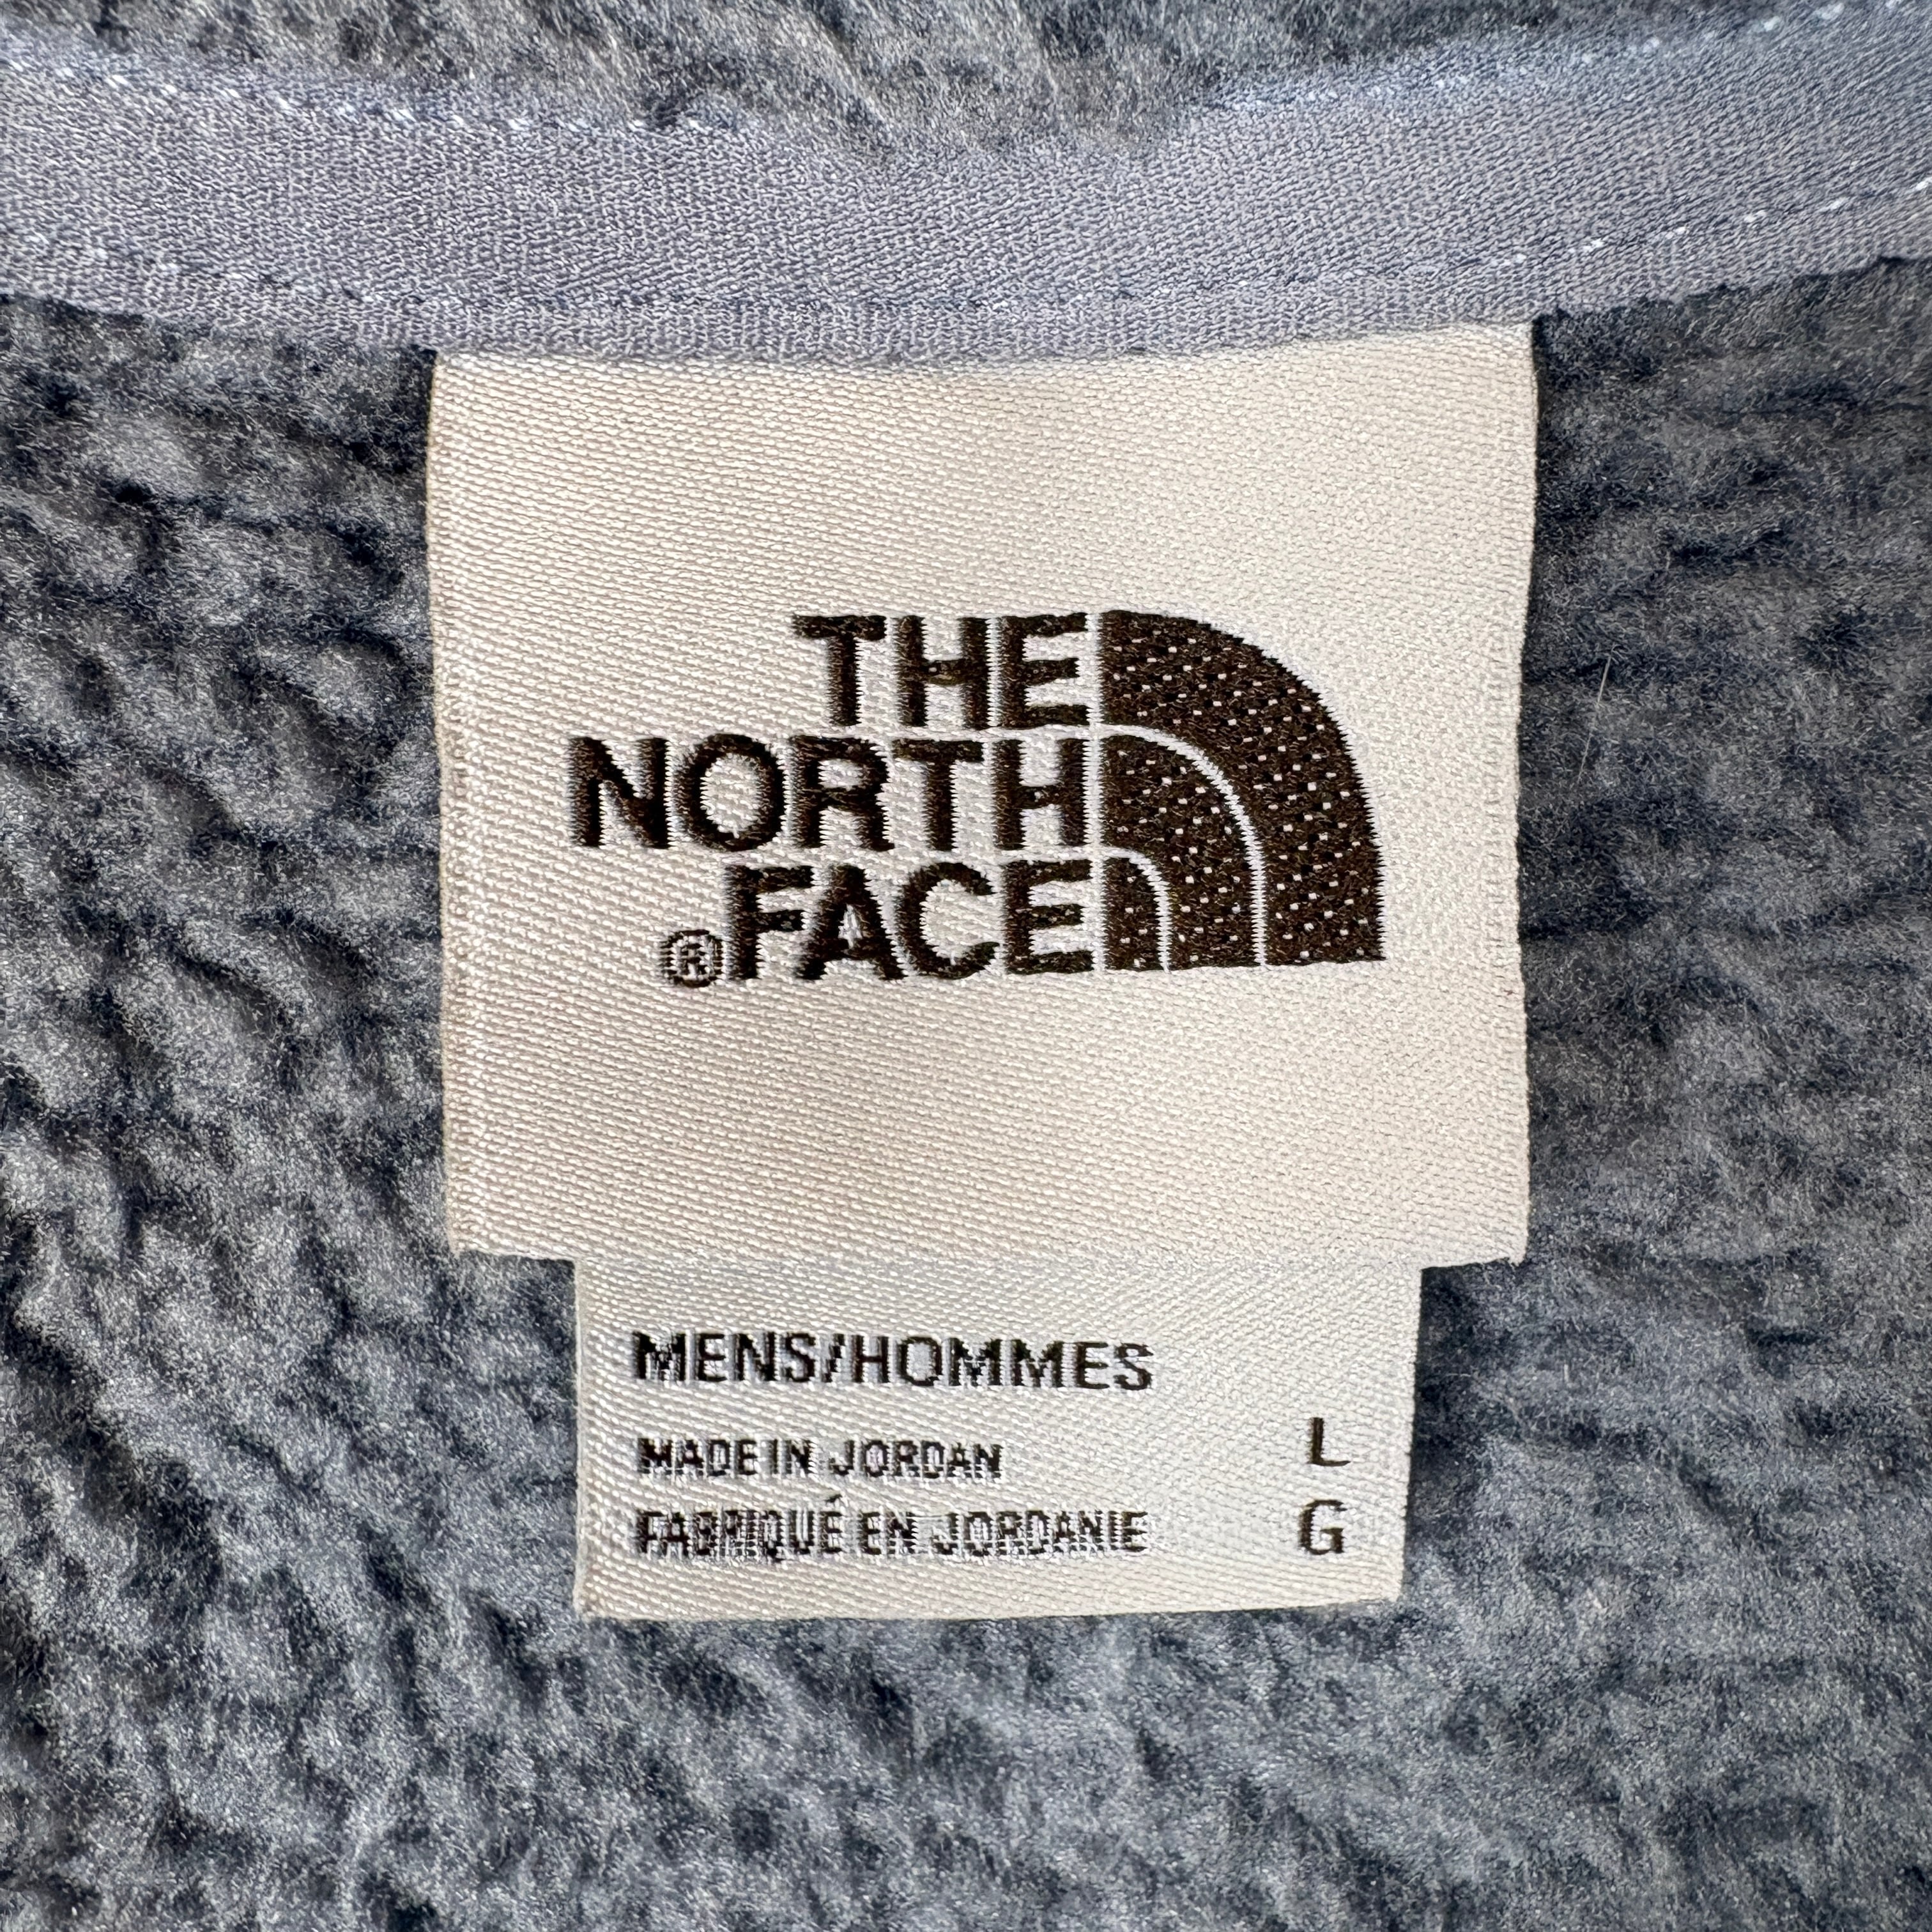 THE
NORTH
®FACE
MENS/HOMMES
MADE IN JORDAN L
FABRIQUÉ EN JORDANIE G